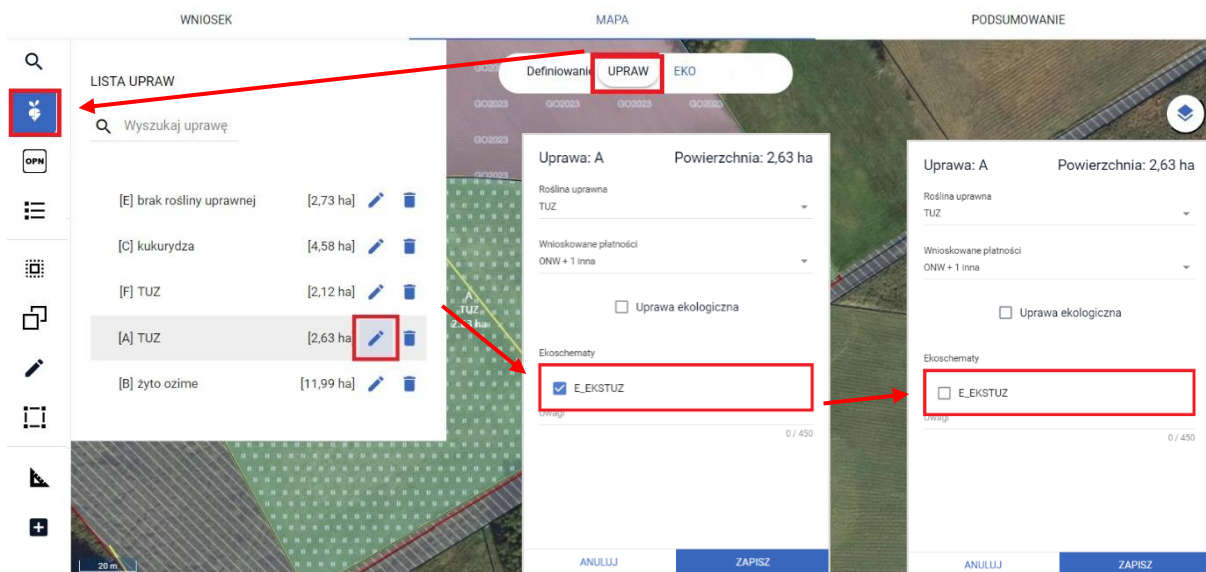 WNIOSEK
MAPA
PODSUMOWANIE
LISTA UPRAW
Wyszukaj uprawę
OPN
[E] brak rośliny uprawnej [2,73 ha]
[C] kukurydza [4,58 ha]
[F] TUZ [2,12 ha]
[A] TUZ [2,63 ha]
[B] żyto ozime [11,99 ha]
Definiowanie UPRAW EKO
GO2023 GO2023 GO2023 GO2023
GO2023
GO2023
A
TUZ
2.63 ha
20 m
Uprawa: A Powierzchnia: 2,63 ha
Roślina uprawna
TUZ
Wnioskowane płatności
ONW + 1 inna
Uprawa ekologiczna
Ekoschematy
E_EKSTUZ
Uwagi
0 / 450
ANULUJ ZAPISZ
Uprawa: A Powierzchnia: 2,63 ha
Roślina uprawna
TUZ
Wnioskowane płatności
ONW + 1 inna
Uprawa ekologiczna
Ekoschematy
E_EKSTUZ
Uwagi
0 / 450
ANULUJ ZAPISZ